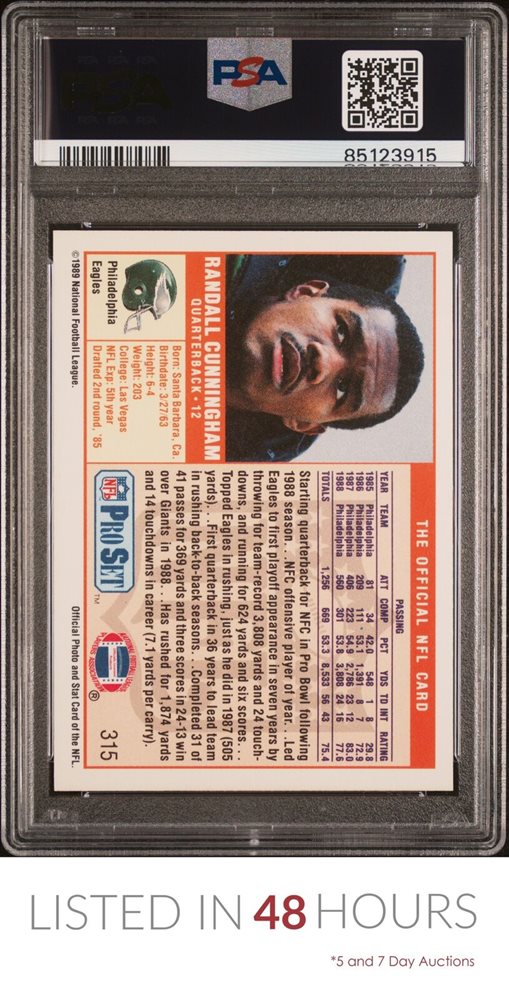 PSA
85123915
THE OFFICIAL NFL CARD
PASSING
YEAR TEAM ATT COMP PCT YDS TD INT RATING
1985 Philadelphia 81 34 42.0 548 1 8 29.8
1986 Philadelphia 209 111 53.1 1,391 8 7 72.9
1987 Philadelphia 406 223 54.9 2,786 23 12 83.0
1988 Philadelphia 560 301 53.8 3,808 24 16 77.6
TOTALS 1,256 669 53.3 8,533 56 43 75.4
Starting quarterback for NFC in Pro Bowl following
1988 season. . .NFC offensive player of year. . .Led
Eagles to first playoff appearance in seven years by
throwing for team-record 3,808 yards and 24 touch-
downs, and running for 624 yards and six scores. . .
Topped Eagles in rushing, just as he did in 1987 (505
yards). . .First quarterback in 36 years to lead team
in rushing back-to-back seasons. . .Completed 31 of
41 passes for 369 yards and three scores in 24-13 win
over Giants in 1988. . .Has rushed for 1,874 yards
and 14 touchdowns in career (7.1 yards per carry).
RANDALL CUNNINGHAM
QUARTERBACK • 12
Philadelphia
Eagles
Born: Santa Barbara, Ca.
Birthdate: 3/27/63
Height: 6-4
Weight: 203
College: Las Vegas
NFL Exp: 5th year
Drafted 2nd round, '85
©1989 National Football League.
NFL PRO SET ™
®
315
Official Photo and Stat Card of the NFL.
LISTED IN 48 HOURS
*5 and 7 Day Auctions